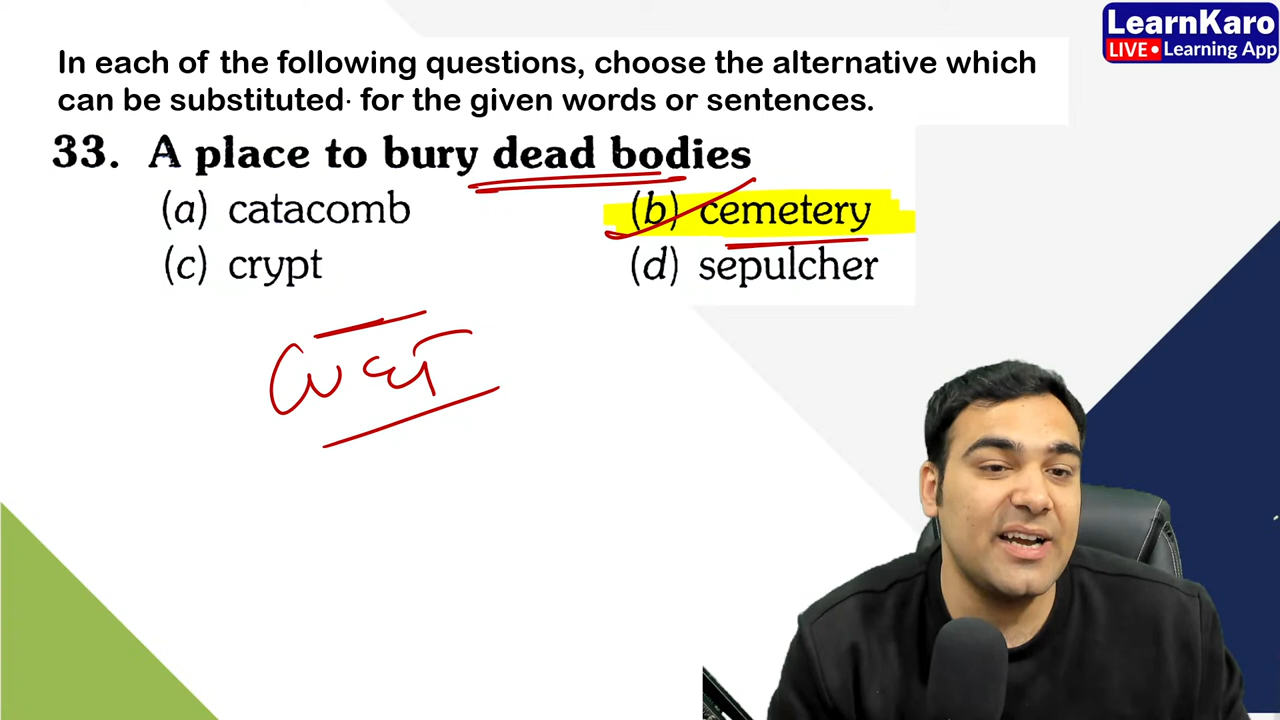 LearnKaro
LIVE • Learning App
In each of the following questions, choose the alternative which
can be substituted· for the given words or sentences.
33. A place to bury dead bodies
(a) catacomb (b) cemetery
(c) crypt (d) sepulcher
CUET